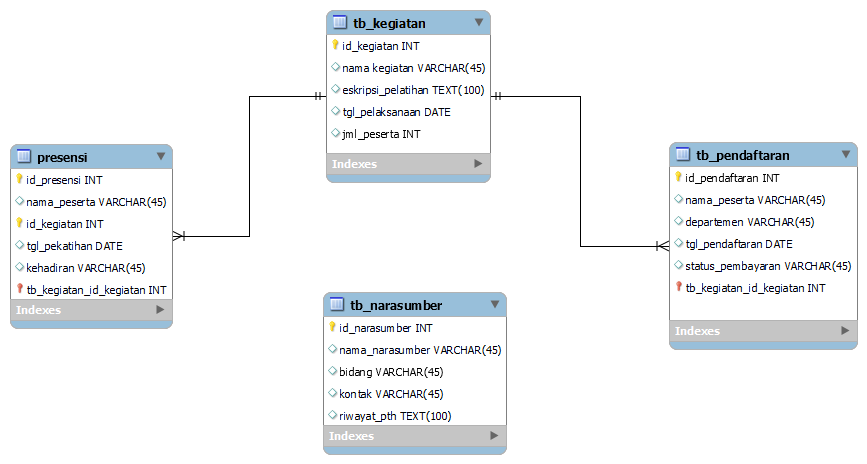 tb_kegiatan
id_kegiatan INT
nama kegiatan VARCHAR(45)
eskripsi_pelatihan TEXT(100)
tgl_pelaksanaan DATE
jml_peserta INT
Indexes
presensi
id_presensi INT
nama_peserta VARCHAR(45)
id_kegiatan INT
tgl_pekatihan DATE
kehadiran VARCHAR(45)
tb_kegiatan_id_kegiatan INT
Indexes
tb_pendaftaran
id_pendaftaran INT
nama_peserta VARCHAR(45)
departemen VARCHAR(45)
tgl_pendaftaran DATE
status_pembayaran VARCHAR(45)
tb_kegiatan_id_kegiatan INT
Indexes
tb_narasumber
id_narasumber INT
nama_narasumber VARCHAR(45)
bidang VARCHAR(45)
kontak VARCHAR(45)
riwayat_pth TEXT(100)
Indexes